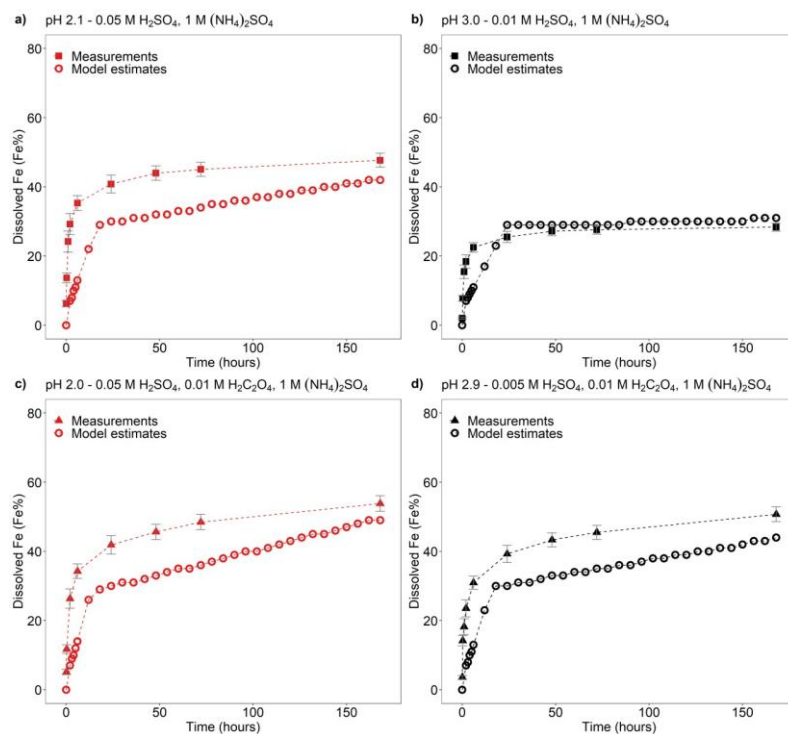 a) pH 2.1 - 0.05 M H₂SO₄, 1 M (NH₄)₂SO₄
80
60
40
20
0
Dissolved Fe (Fe%)
Measurements
Model estimates
0 50 100 150
Time (hours)
b) pH 3.0 - 0.01 M H₂SO₄, 1 M (NH₄)₂SO₄
80
60
40
20
0
Dissolved Fe (Fe%)
Measurements
Model estimates
0 50 100 150
Time (hours)
c) pH 2.0 - 0.05 M H₂SO₄, 0.01 M H₂C₂O₄, 1 M (NH₄)₂SO₄
80
60
40
20
0
Dissolved Fe (Fe%)
Measurements
Model estimates
0 50 100 150
Time (hours)
d) pH 2.9 - 0.005 M H₂SO₄, 0.01 M H₂C₂O₄, 1 M (NH₄)₂SO₄
80
60
40
20
0
Dissolved Fe (Fe%)
Measurements
Model estimates
0 50 100 150
Time (hours)